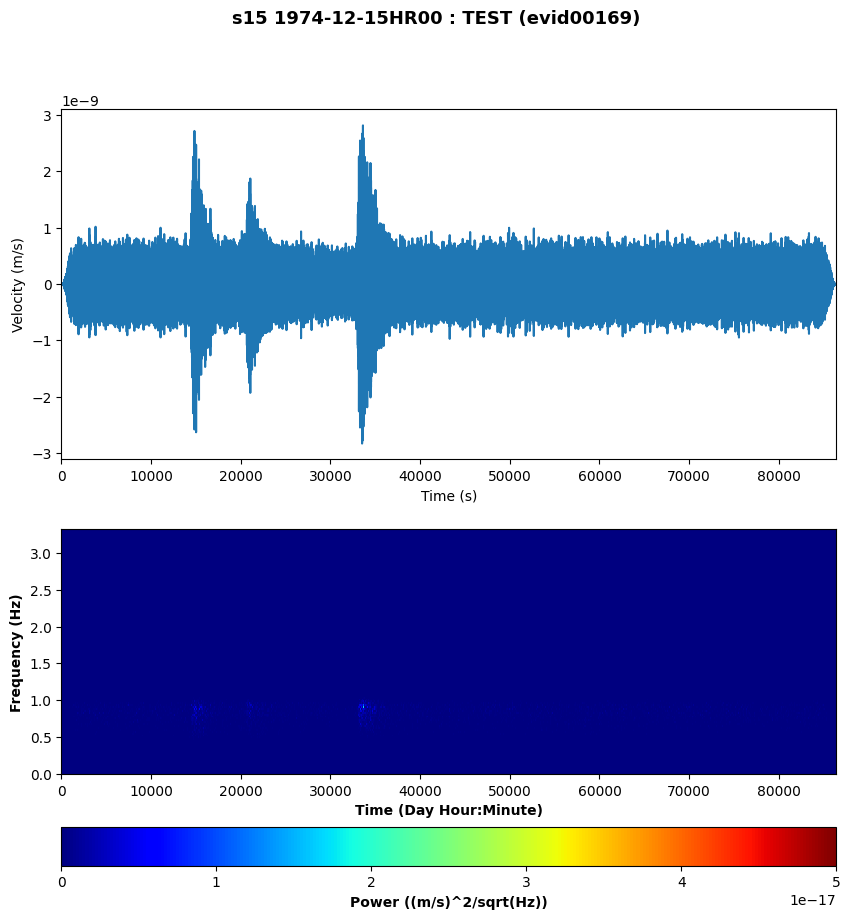 s15 1974-12-15HR00 : TEST (evid00169)
1e−9
3
2
1
0
−1
−2
−3
Velocity (m/s)
0 10000 20000 30000 40000 50000 60000 70000 80000
Time (s)
3.0
2.5
2.0
1.5
1.0
0.5
0.0
Frequency (Hz)
0 10000 20000 30000 40000 50000 60000 70000 80000
Time (Day Hour:Minute)
0 1 2 3 4 5
1e−17
Power ((m/s)^2/sqrt(Hz))